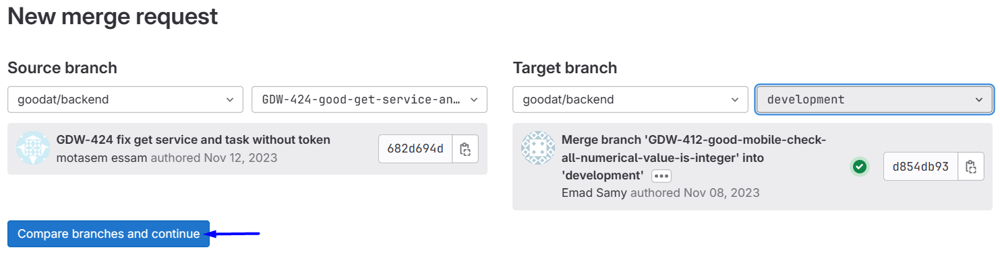 New merge request
Source branch
goodat/backend
GDW-424-good-get-service-an…
GDW-424 fix get service and task without token
motasem essam authored Nov 12, 2023
682d694d
Target branch
goodat/backend
development
Merge branch 'GDW-412-good-mobile-check-
all-numerical-value-is-integer' into
'development'
Emad Samy authored Nov 08, 2023
d854db93
Compare branches and continue